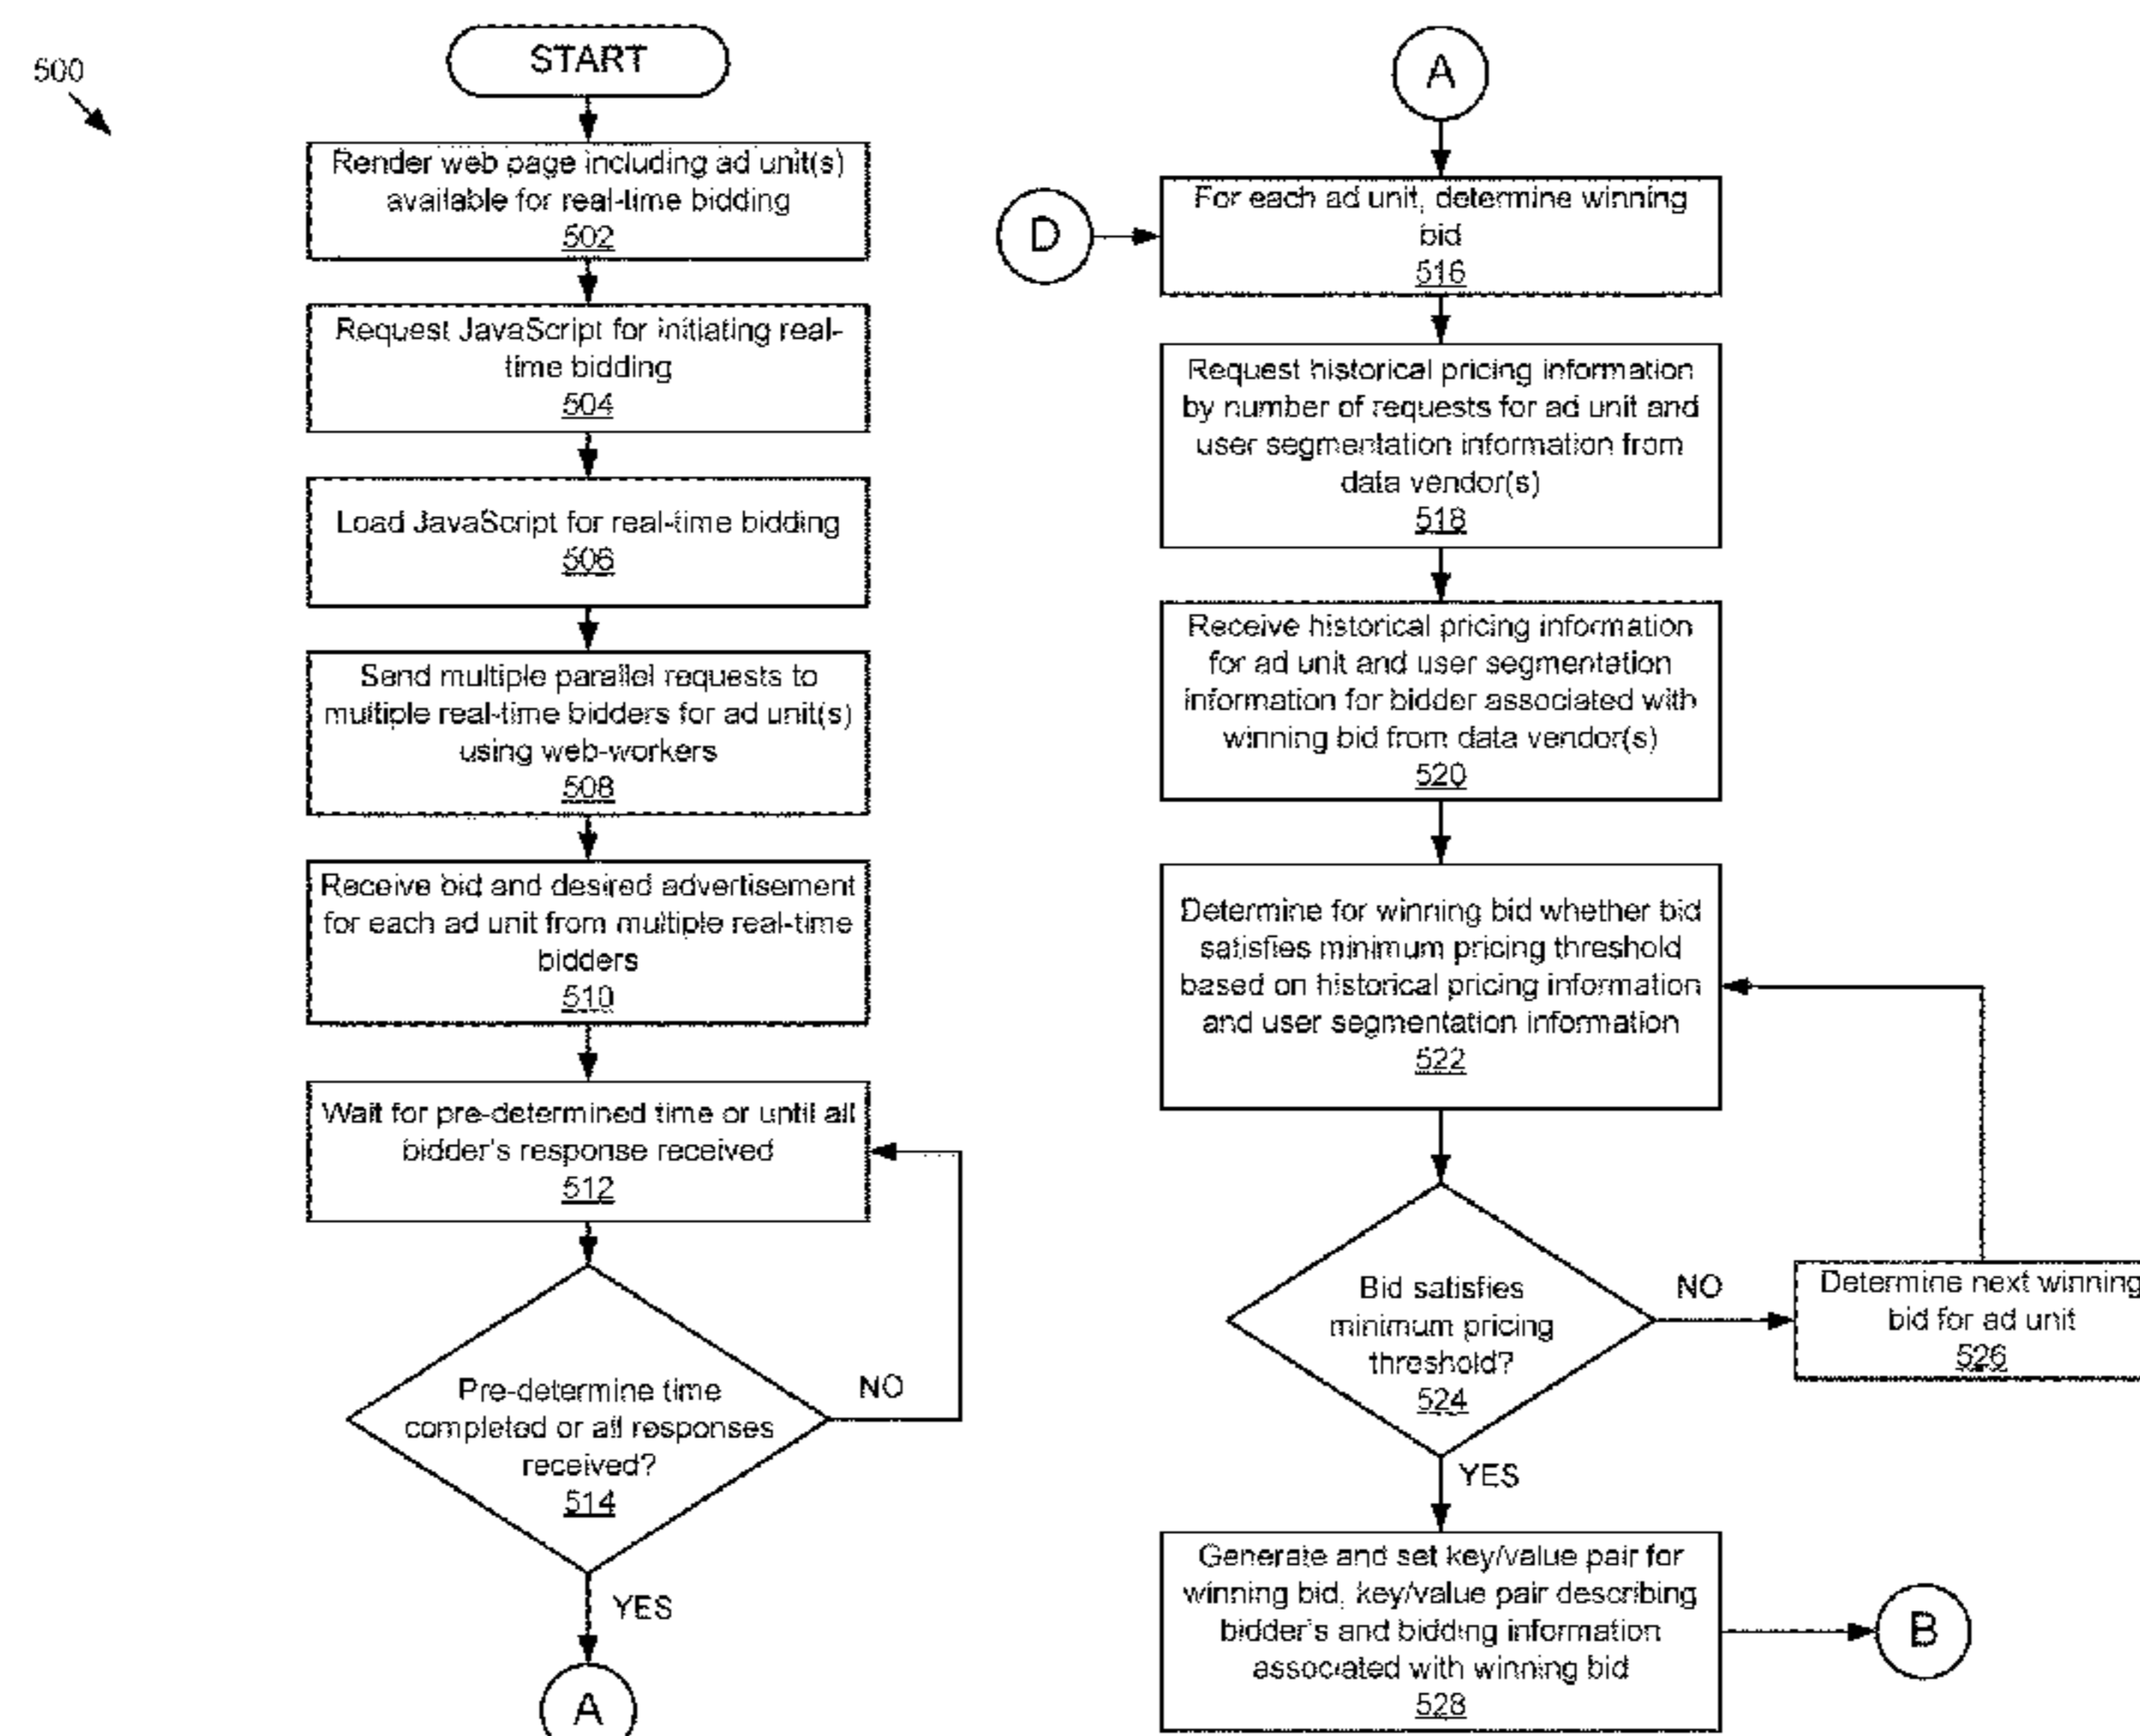 500
START
Render web page including ad unit(s)
available for real-time bidding
502
Request JavaScript for initiating real-
time bidding
504
Load JavaScript for real-time bidding
506
Send multiple parallel requests to
multiple real-time bidders for ad unit(s)
using web-workers
508
Receive bid and desired advertisement
for each ad unit from multiple real-time
bidders
510
Wait for pre-determined time or until all
bidder's response received
512
Pre-determine time
completed or all responses
received?
514
NO
YES
A
A
D
For each ad unit, determine winning
bid
516
Request historical pricing information
by number of requests for ad unit and
user segmentation information from
data vendor(s)
518
Receive historical pricing information
for ad unit and user segmentation
information for bidder associated with
winning bid from data vendor(s)
520
Determine for winning bid whether bid
satisfies minimum pricing threshold
based on historical pricing information
and user segmentation information
522
Bid satisfies
minimum pricing
threshold?
524
NO
Determine next winning
bid for ad unit
526
YES
Generate and set key/value pair for
winning bid, key/value pair describing
bidder's and bidding information
associated with winning bid
528
B